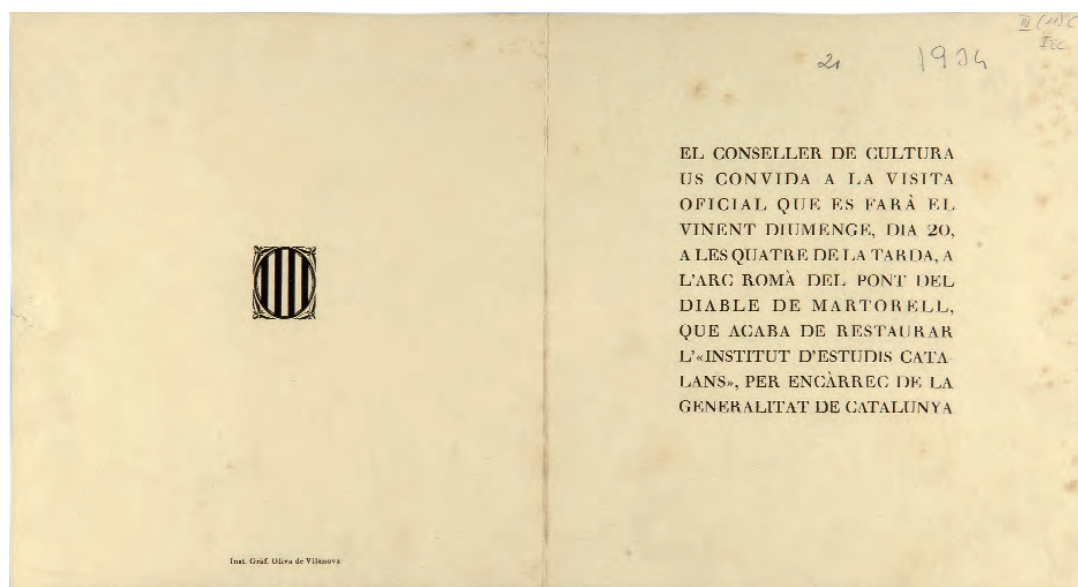 Inst. Gràf. Oliva de Vilanova
21 1934
IEC
EL CONSELLER DE CULTURA
US CONVIDA A LA VISITA
OFICIAL QUE ES FARÀ EL
VINENT DIUMENGE, DIA 20,
A LES QUATRE DE LA TARDA, A
L'ARC ROMÀ DEL PONT DEL
DIABLE DE MARTORELL,
QUE ACABA DE RESTAURAR
L'«INSTITUT D'ESTUDIS CATA-
LANS», PER ENCÀRREC DE LA
GENERALITAT DE CATALUNYA